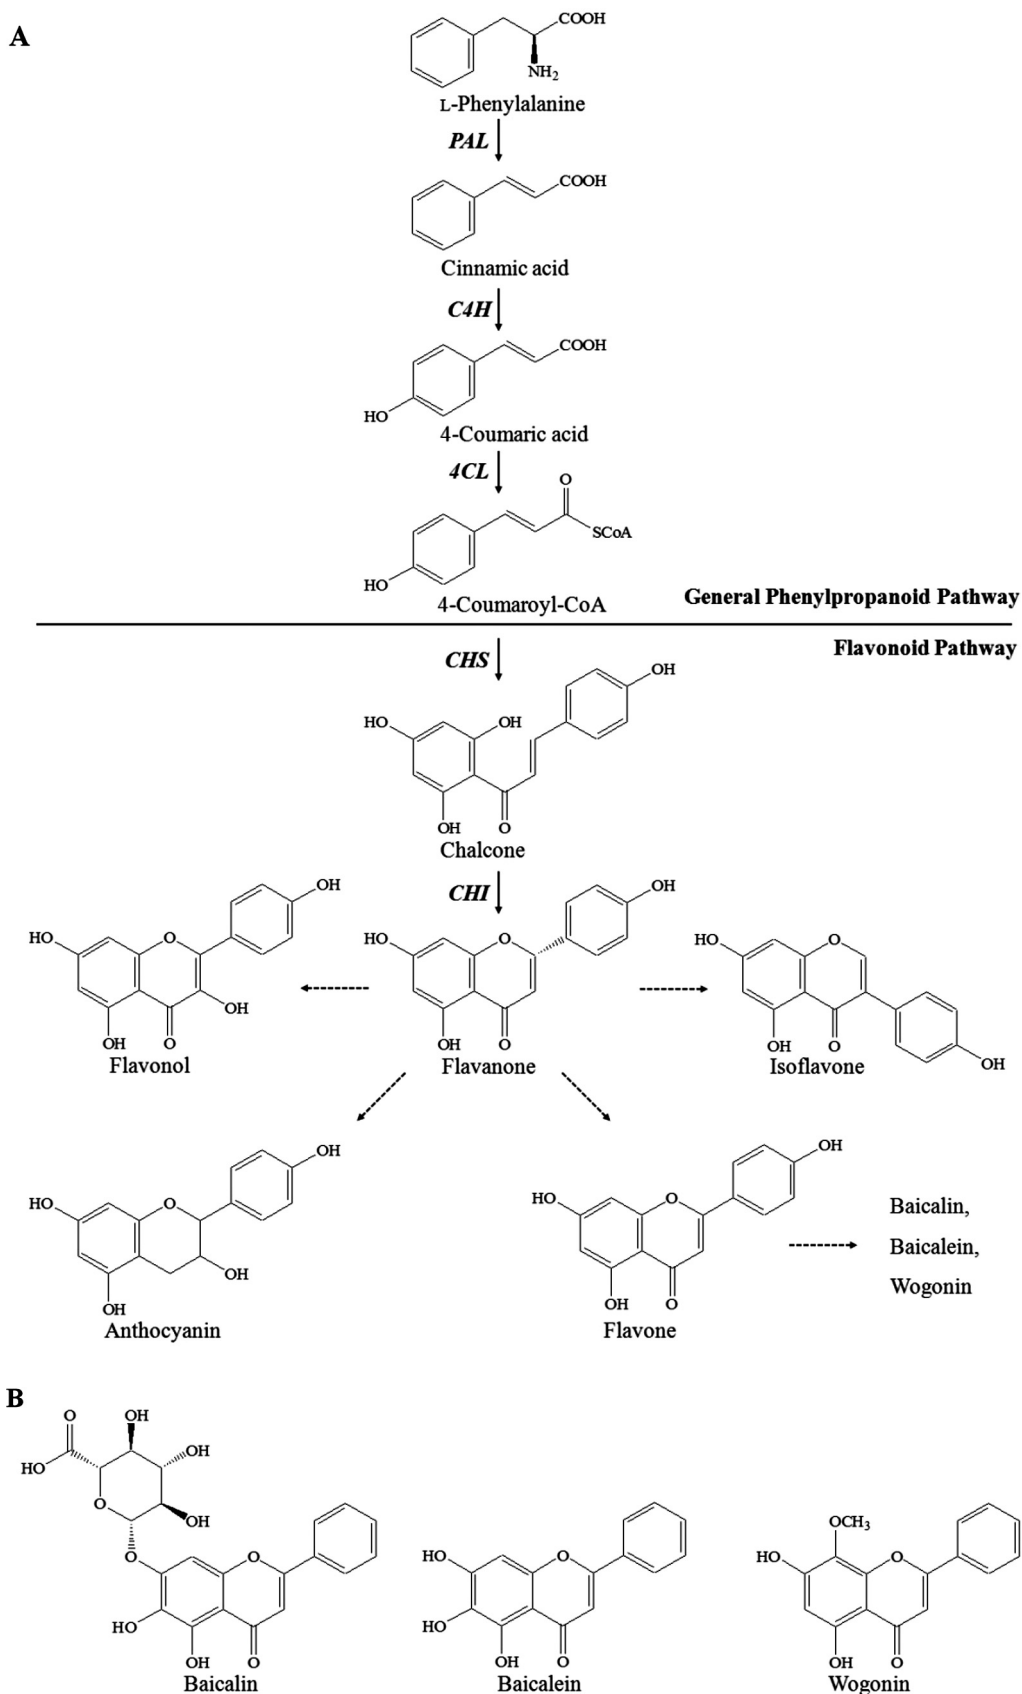 A
COOH
NH2
L-Phenylalanine
PAL
COOH
Cinnamic acid
C4H
COOH
HO
4-Coumaric acid
4CL
O
SCoA
HO
4-Coumaroyl-CoA
General Phenylpropanoid Pathway
Flavonoid Pathway
CHS
OH
HO OH
OH O
Chalcone
CHI
OH OH
HO O HO O HO O
OH
OH O OH O OH O
OH
Flavonol Flavanone Isoflavone
OH OH
HO O HO O
OH
OH OH O
Anthocyanin Flavone
Baicalin,
Baicalein,
Wogonin
B
O OH
HO OH
O OH
O O HO O HO OCH3 O
HO HO
OH O OH O OH O
Baicalin Baicalein Wogonin